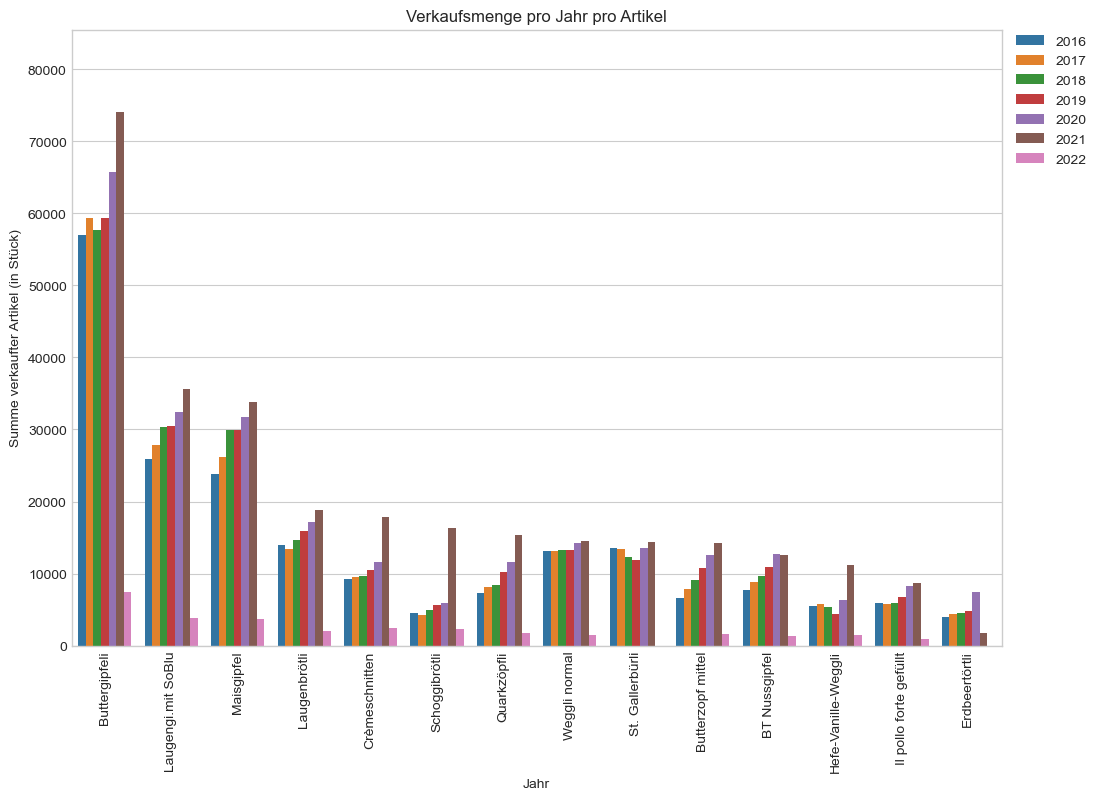 Verkaufsmenge pro Jahr pro Artikel
2016
2017
2018
2019
2020
2021
2022
Summe verkaufter Artikel (in Stück)
80000
70000
60000
50000
40000
30000
20000
10000
0
Buttergipfeli
Laugengi mit SoBlu
Maisgipfel
Laugenbrötli
Crèmeschnitten
Schoggibrötli
Quarkzöpfli
Weggli normal
St. Gallerbürli
Butterzopf mittel
BT Nussgipfel
Hefe-Vanille-Weggli
Il pollo forte gefüllt
Erdbeertörtli
Jahr